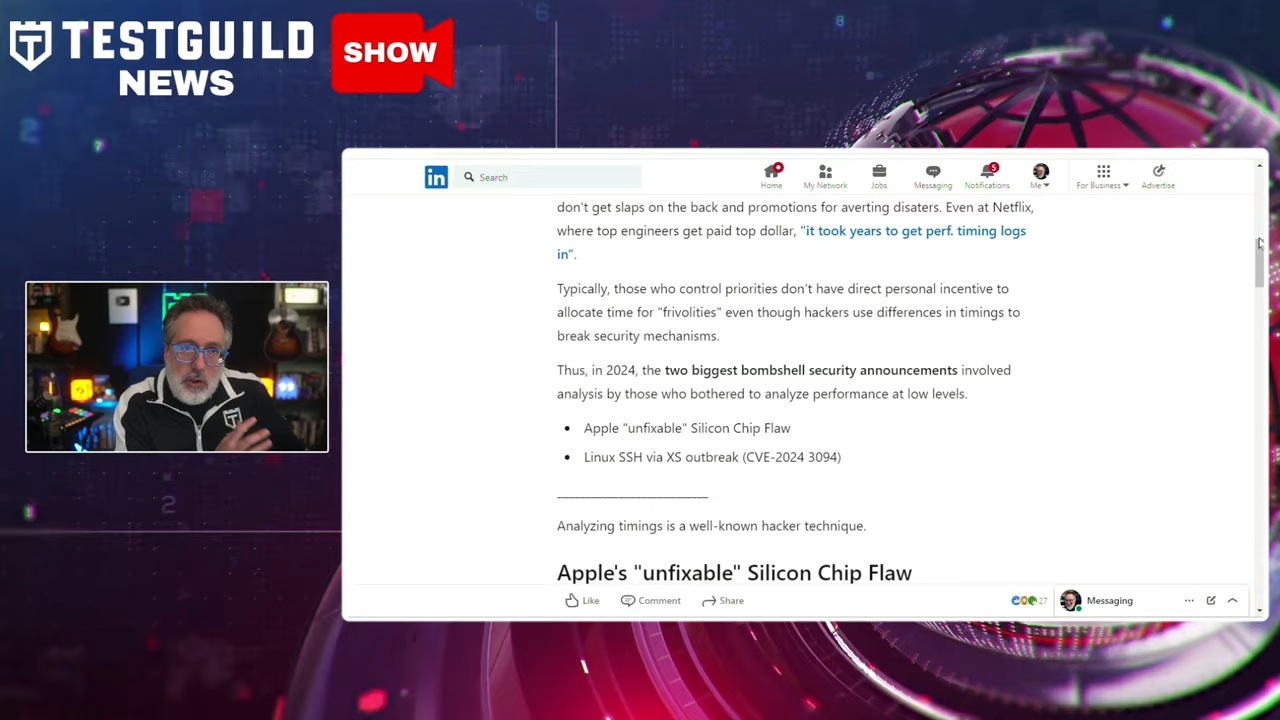 TESTGUILD
NEWS
SHOW
in
Search
Home
My Network
Jobs
Messaging
5
Notifications
Me
For Business
Advertise
don't get slaps on the back and promotions for averting disaters. Even at Netflix,
where top engineers get paid top dollar, "it took years to get perf. timing logs
in".
Typically, those who control priorities don't have direct personal incentive to
allocate time for "frivolities" even though hackers use differences in timings to
break security mechanisms.
Thus, in 2024, the two biggest bombshell security announcements involved
analysis by those who bothered to analyze performance at low levels.
• Apple "unfixable" Silicon Chip Flaw
• Linux SSH via XS outbreak (CVE-2024 3094)
Analyzing timings is a well-known hacker technique.
Apple's "unfixable" Silicon Chip Flaw
Like
Comment
Share
27
Messaging